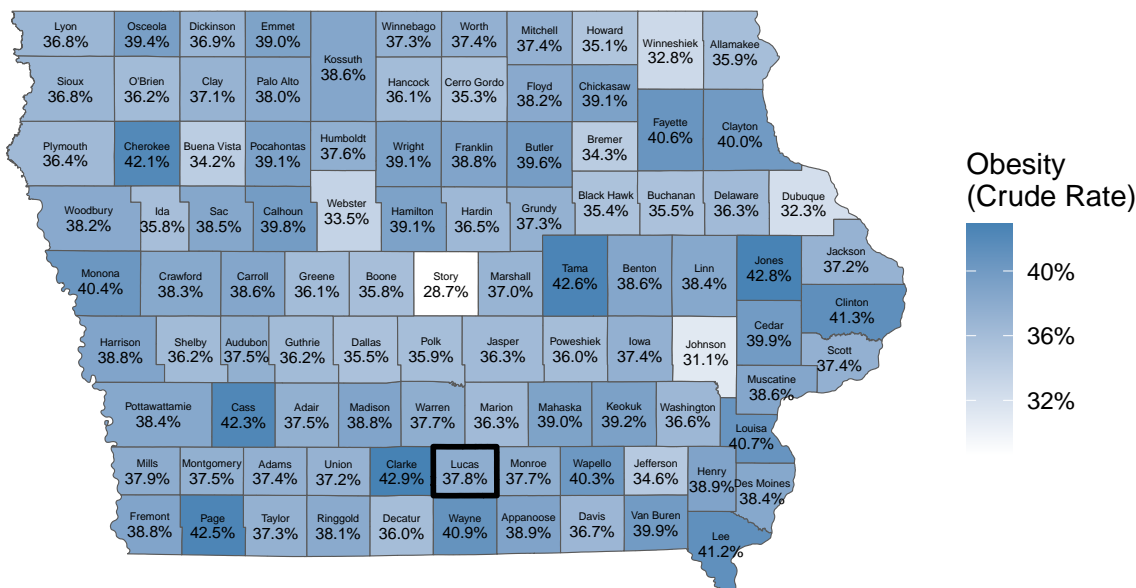 Lyon
36.8%
Osceola
39.4%
Dickinson
36.9%
Emmet
39.0%
Winnebago
37.3%
Worth
37.4%
Mitchell
37.4%
Howard
35.1%
Winneshiek
32.8%
Allamakee
35.9%
Kossuth
38.6%
Sioux
36.8%
O'Brien
36.2%
Clay
37.1%
Palo Alto
38.0%
Hancock
36.1%
Cerro Gordo
35.3%
Floyd
38.2%
Chickasaw
39.1%
Fayette
40.6%
Clayton
40.0%
Plymouth
36.4%
Cherokee
42.1%
Buena Vista
34.2%
Pocahontas
39.1%
Humboldt
37.6%
Wright
39.1%
Franklin
38.8%
Butler
39.6%
Bremer
34.3%
Woodbury
38.2%
Ida
35.8%
Sac
38.5%
Calhoun
39.8%
Webster
33.5%
Hamilton
39.1%
Hardin
36.5%
Grundy
37.3%
Black Hawk
35.4%
Buchanan
35.5%
Delaware
36.3%
Dubuque
32.3%
Monona
40.4%
Crawford
38.3%
Carroll
38.6%
Greene
36.1%
Boone
35.8%
Story
28.7%
Marshall
37.0%
Tama
42.6%
Benton
38.6%
Linn
38.4%
Jones
42.8%
Jackson
37.2%
Clinton
41.3%
Harrison
38.8%
Shelby
36.2%
Audubon
37.5%
Guthrie
36.2%
Dallas
35.5%
Polk
35.9%
Jasper
36.3%
Poweshiek
36.0%
Iowa
37.4%
Johnson
31.1%
Cedar
39.9%
Scott
37.4%
Muscatine
38.6%
Pottawattamie
38.4%
Cass
42.3%
Adair
37.5%
Madison
38.8%
Warren
37.7%
Marion
36.3%
Mahaska
39.0%
Keokuk
39.2%
Washington
36.6%
Louisa
40.7%
Mills
37.9%
Montgomery
37.5%
Adams
37.4%
Union
37.2%
Clarke
42.9%
Lucas
37.8%
Monroe
37.7%
Wapello
40.3%
Jefferson
34.6%
Henry
38.9%
Des Moines
38.4%
Fremont
38.8%
Page
42.5%
Taylor
37.3%
Ringgold
38.1%
Decatur
36.0%
Wayne
40.9%
Appanoose
38.9%
Davis
36.7%
Van Buren
39.9%
Lee
41.2%
Obesity
(Crude Rate)
40%
36%
32%